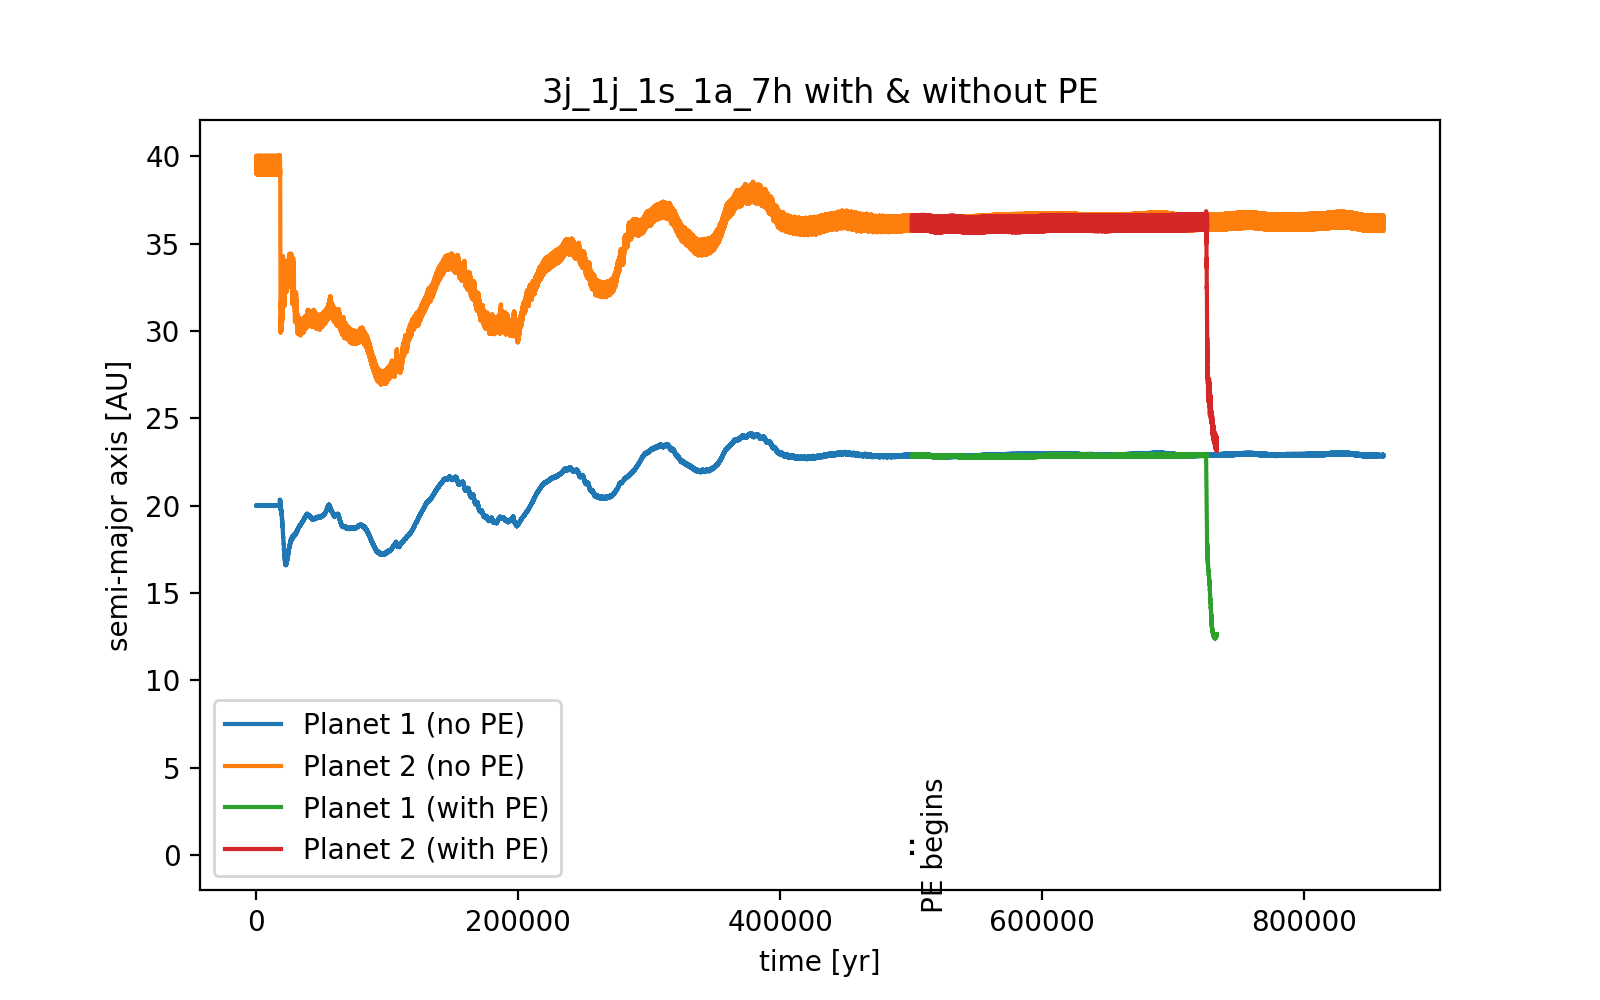 3j_1j_1s_1a_7h with & without PE
semi-major axis [AU]
40
35
30
25
20
15
10
5
0
Planet 1 (no PE)
Planet 2 (no PE)
Planet 1 (with PE)
Planet 2 (with PE)
PE begins
0
200000
400000
600000
800000
time [yr]